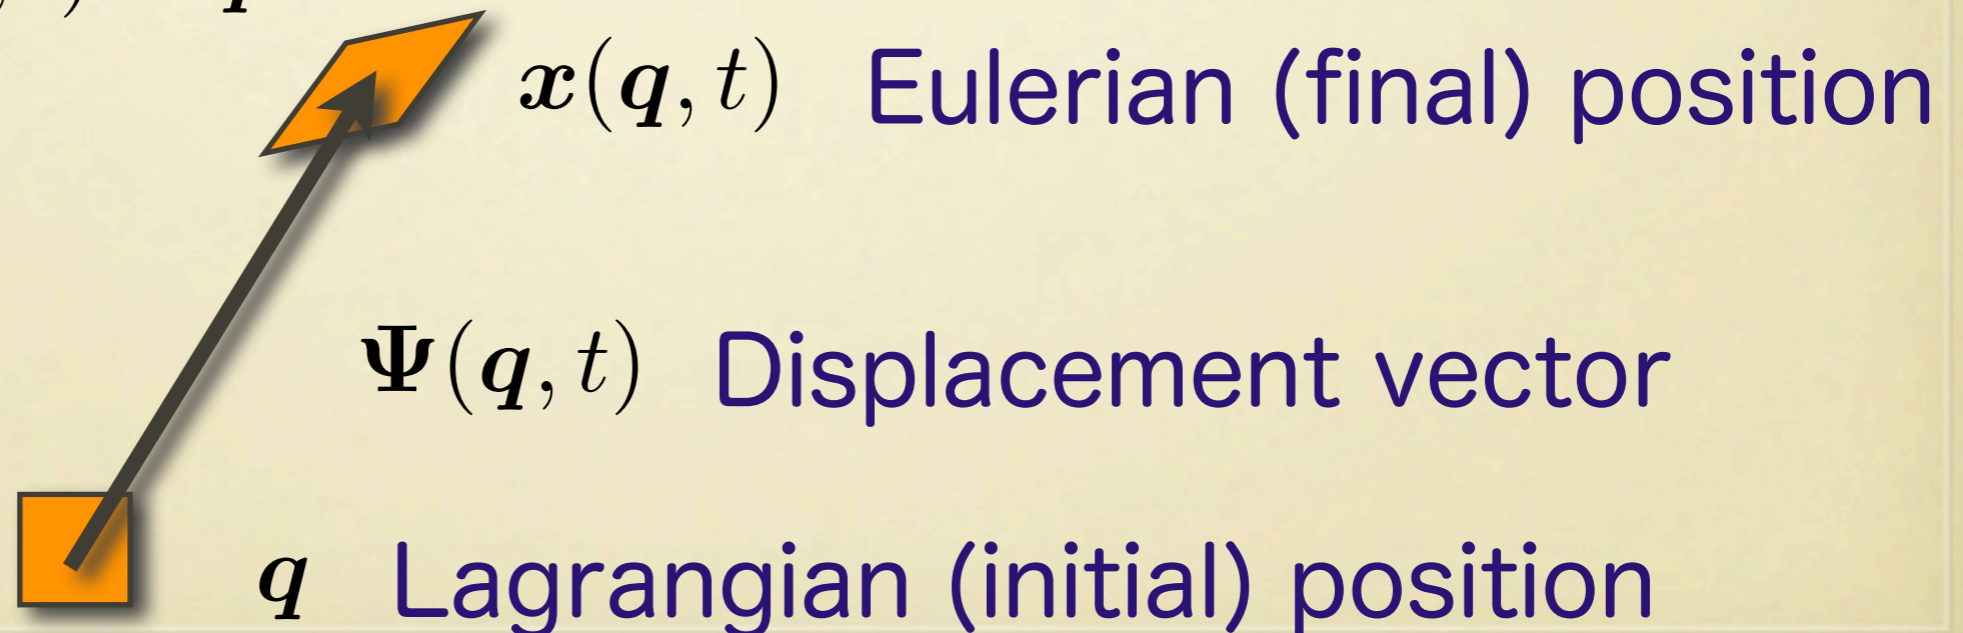 x(q, t) Eulerian (final) position
Ψ(q, t) Displacement vector
q Lagrangian (initial) position